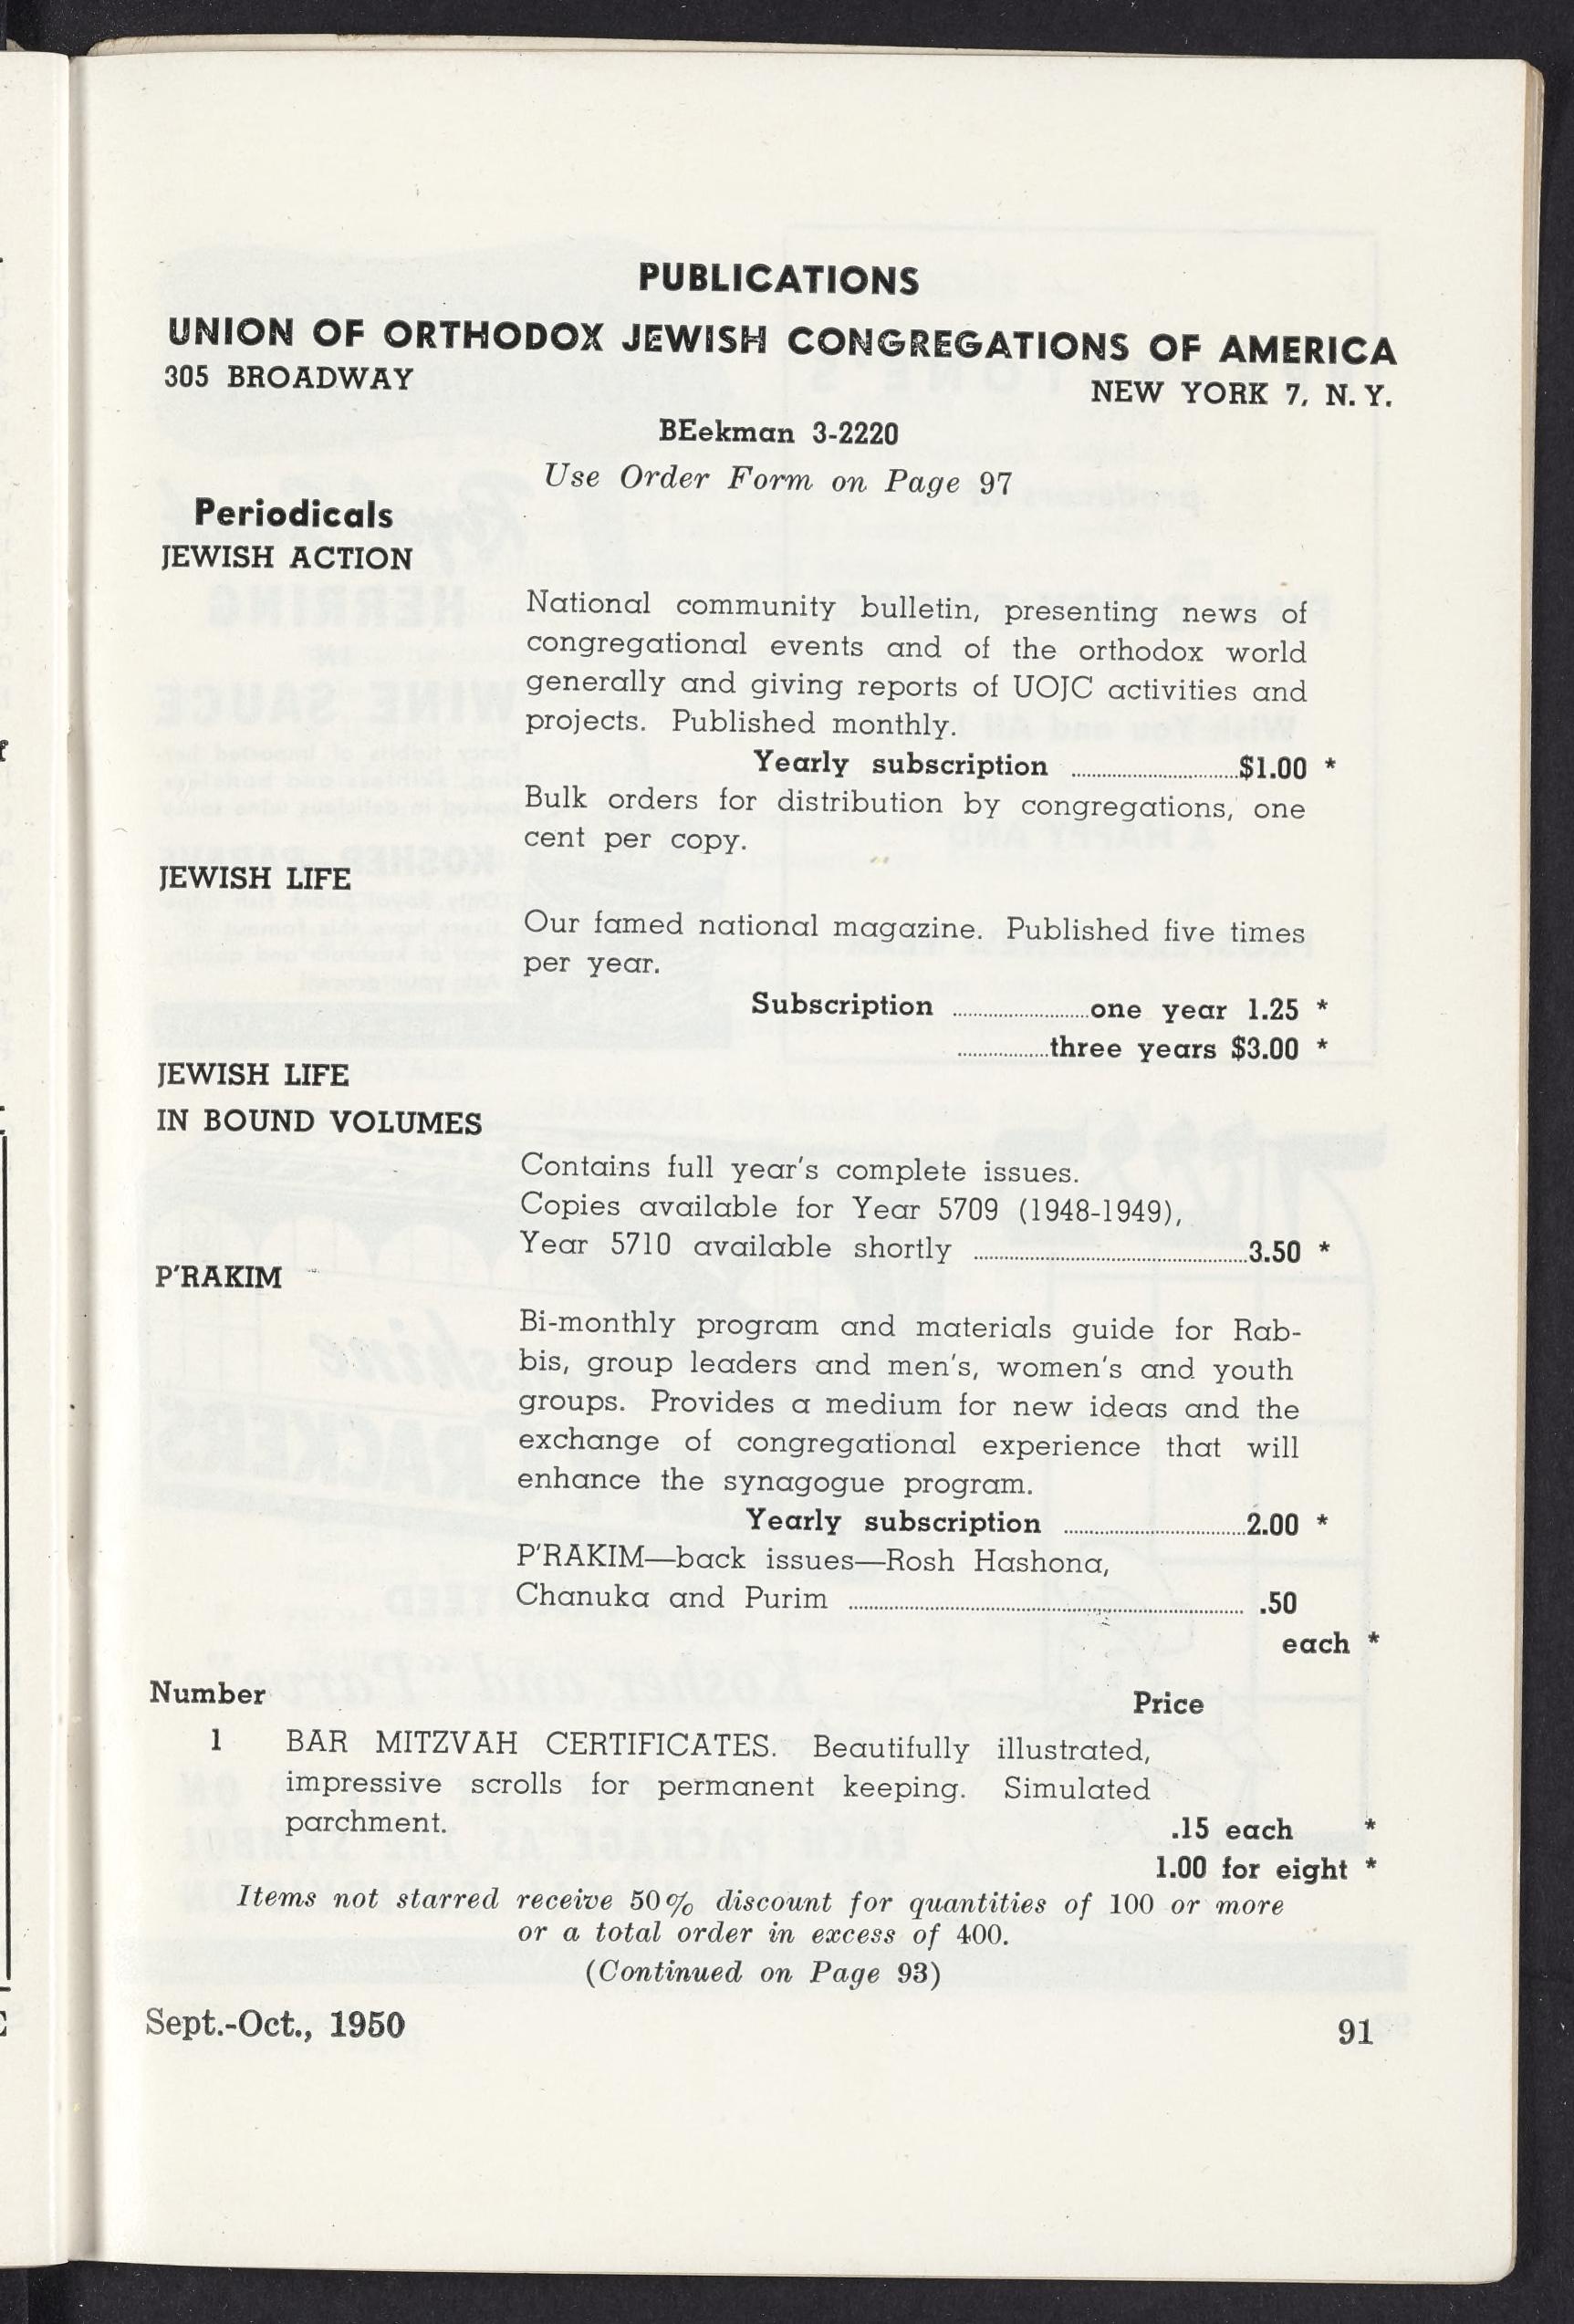 PUBLICATIONS
UNION OF ORTHODOX JEWISH CONGREGATIONS OF AMERICA
305 BROADWAY NEW YORK 7, N. Y.
BEekman 3-2220
Use Order Form on Page 97
Periodicals
JEWISH ACTION
National community bulletin, presenting news of
congregational events and of the orthodox world
generally and giving reports of UOJC activities and
projects. Published monthly.
Yearly subscription ..............................$1.00 *
Bulk orders for distribution by congregations, one
cent per copy.
JEWISH LIFE
Our famed national magazine. Published five times
per year.
Subscription .........................one year 1.25 *
.................three years $3.00 *
JEWISH LIFE
IN BOUND VOLUMES
Contains full year's complete issues.
Copies available for Year 5709 (1948-1949),
Year 5710 available shortly ..................................................3.50 *
P'RAKIM
Bi-monthly program and materials guide for Rab-
bis, group leaders and men's, women's and youth
groups. Provides a medium for new ideas and the
exchange of congregational experience that will
enhance the synagogue program.
Yearly subscription .................................2.00 *
P'RAKIM—back issues—Rosh Hashona,
Chanuka and Purim ........................................................................ .50
each *
Number Price
1 BAR MITZVAH CERTIFICATES. Beautifully illustrated,
impressive scrolls for permanent keeping. Simulated
parchment. .15 each *
1.00 for eight *
Items not starred receive 50% discount for quantities of 100 or more
or a total order in excess of 400.
(Continued on Page 93)
Sept.-Oct., 1950 91